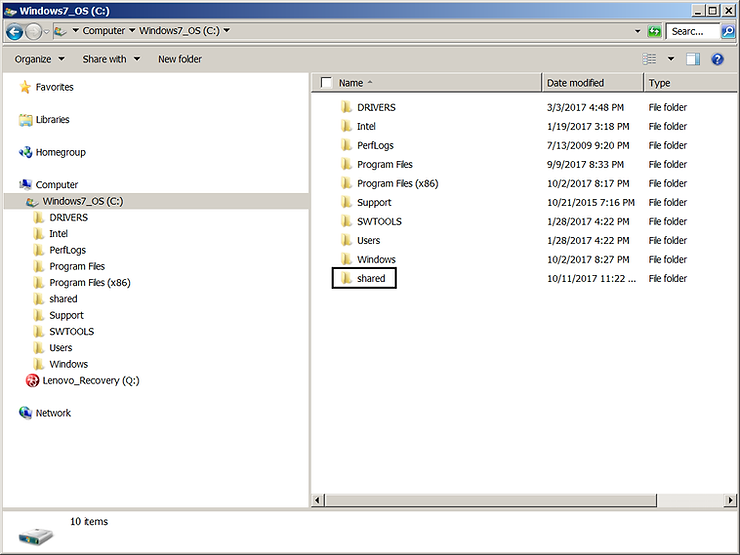 Windows7_OS (C:)
Computer Windows7_OS (C:) Searc...
Organize Share with New folder
Favorites
Libraries
Homegroup
Computer
Windows7_OS (C:)
DRIVERS
Intel
PerfLogs
Program Files
Program Files (x86)
shared
Support
SWTOOLS
Users
Windows
Lenovo_Recovery (Q:)
Network
Name Date modified Type
DRIVERS 3/3/2017 4:48 PM File folder
Intel 1/19/2017 3:18 PM File folder
PerfLogs 7/13/2009 9:20 PM File folder
Program Files 9/9/2017 8:33 PM File folder
Program Files (x86) 10/2/2017 8:17 PM File folder
Support 10/21/2015 7:16 PM File folder
SWTOOLS 1/28/2017 4:22 PM File folder
Users 1/28/2017 4:22 PM File folder
Windows 10/2/2017 8:27 PM File folder
shared 10/11/2017 11:22 ... File folder
10 items